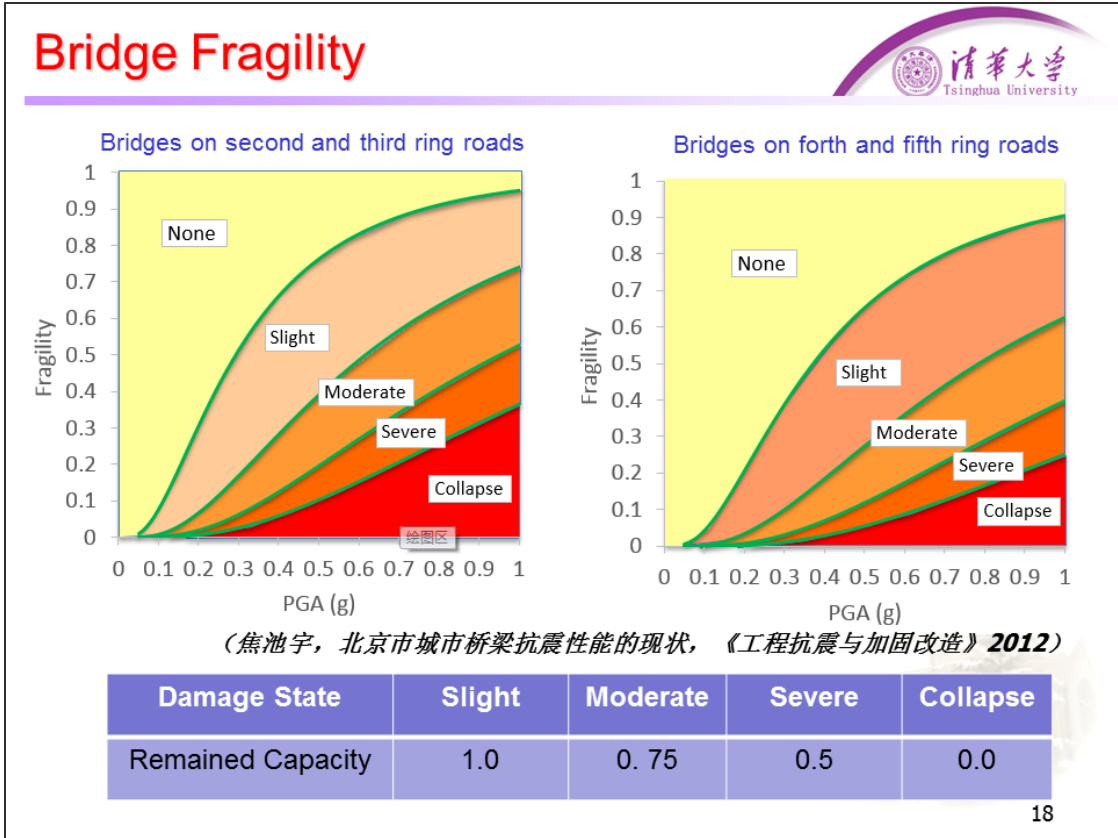 Bridge Fragility
清華大学
Tsinghua University
Bridges on second and third ring roads
1
0.9
0.8
0.7
0.6
0.5
0.4
0.3
0.2
0.1
0
Fragility
None
Slight
Moderate
Severe
Collapse
绘图区
0 0.1 0.2 0.3 0.4 0.5 0.6 0.7 0.8 0.9 1
PGA (g)
Bridges on forth and fifth ring roads
1
0.9
0.8
0.7
0.6
0.5
0.4
0.3
0.2
0.1
0
Fragility
None
Slight
Moderate
Severe
Collapse
0 0.1 0.2 0.3 0.4 0.5 0.6 0.7 0.8 0.9 1
PGA (g)
（焦池宇，北京市城市桥梁抗震性能的现状，《工程抗震与加固改造》2012）
Damage State Slight Moderate Severe Collapse
Remained Capacity 1.0 0. 75 0.5 0.0
18